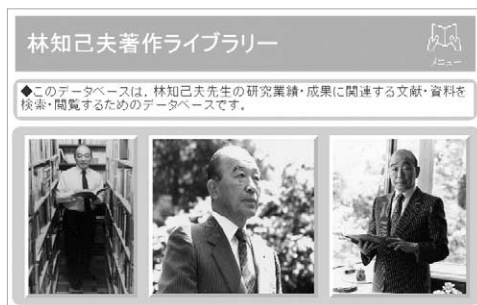 林知己夫著作ライブラリー
メニュー
◆このデータベースは，林知己夫先生の研究業績・成果に関連する文献・資料を
検索・閲覧するためのデータベースです。